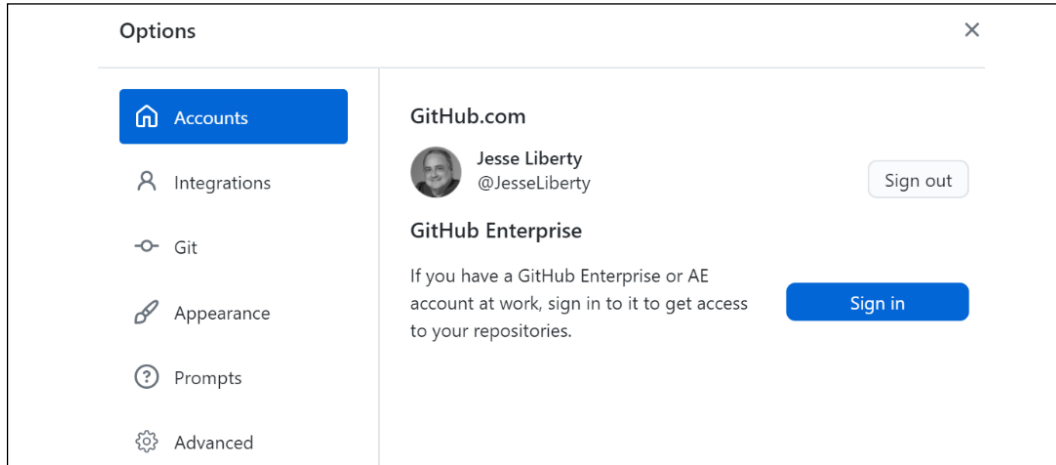 Options
Accounts
Integrations
Git
Appearance
Prompts
Advanced
GitHub.com
Jesse Liberty
@JesseLiberty
Sign out
GitHub Enterprise
If you have a GitHub Enterprise or AE
account at work, sign in to it to get access
to your repositories.
Sign in